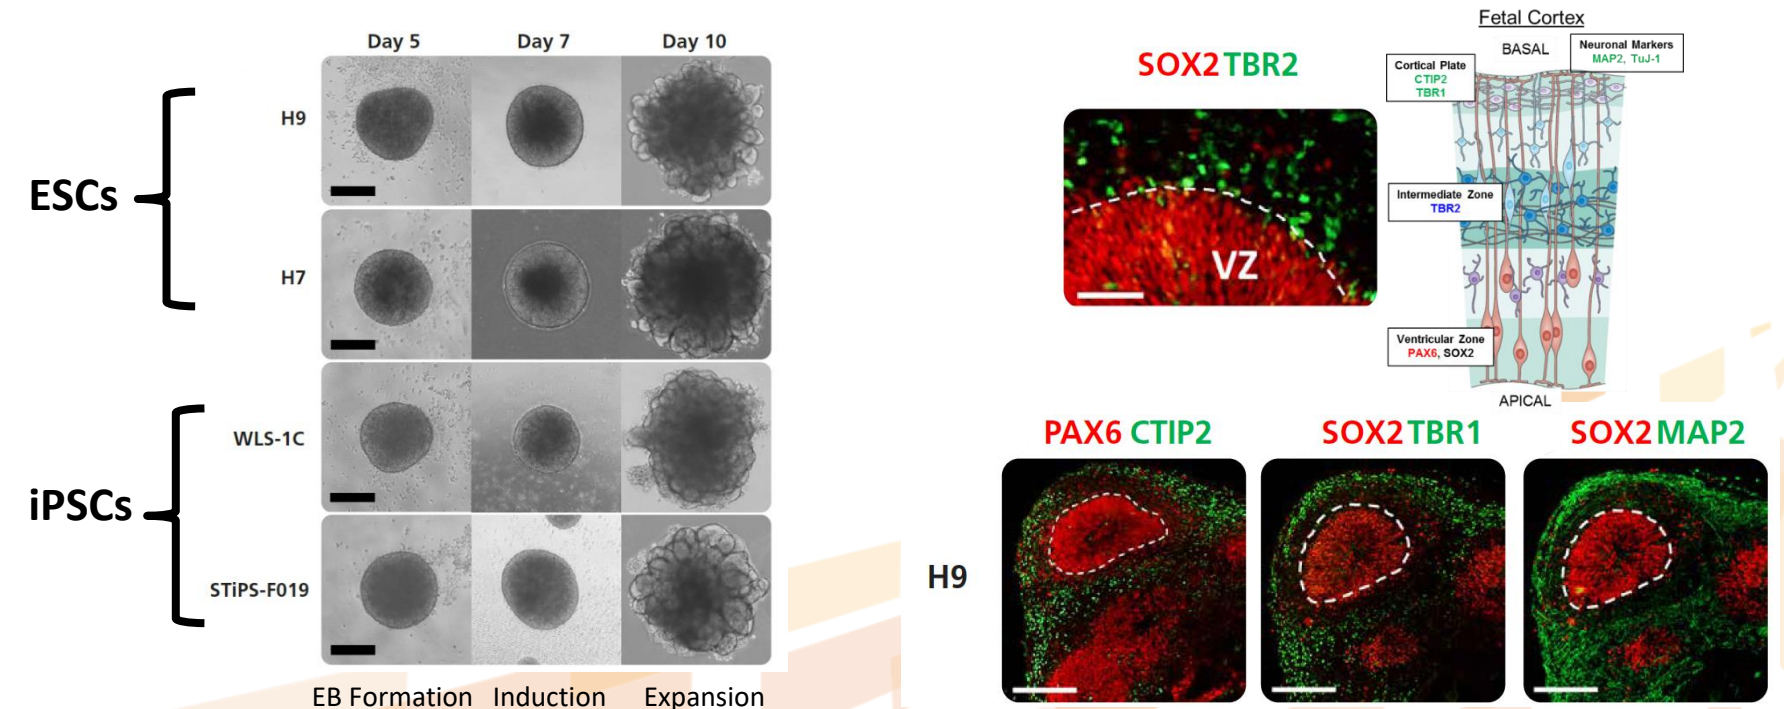 Day 5 Day 7 Day 10
ESCs
H9
H7
iPSCs
WLS-1C
STiPS-F019
EB Formation Induction Expansion
SOX2 TBR2
VZ
Fetal Cortex
BASAL
Neuronal Markers
MAP2, TuJ-1
Cortical Plate
CTIP2
TBR1
Intermediate Zone
TBR2
Ventricular Zone
PAX6, SOX2
APICAL
PAX6 CTIP2
SOX2 TBR1
SOX2 MAP2
H9